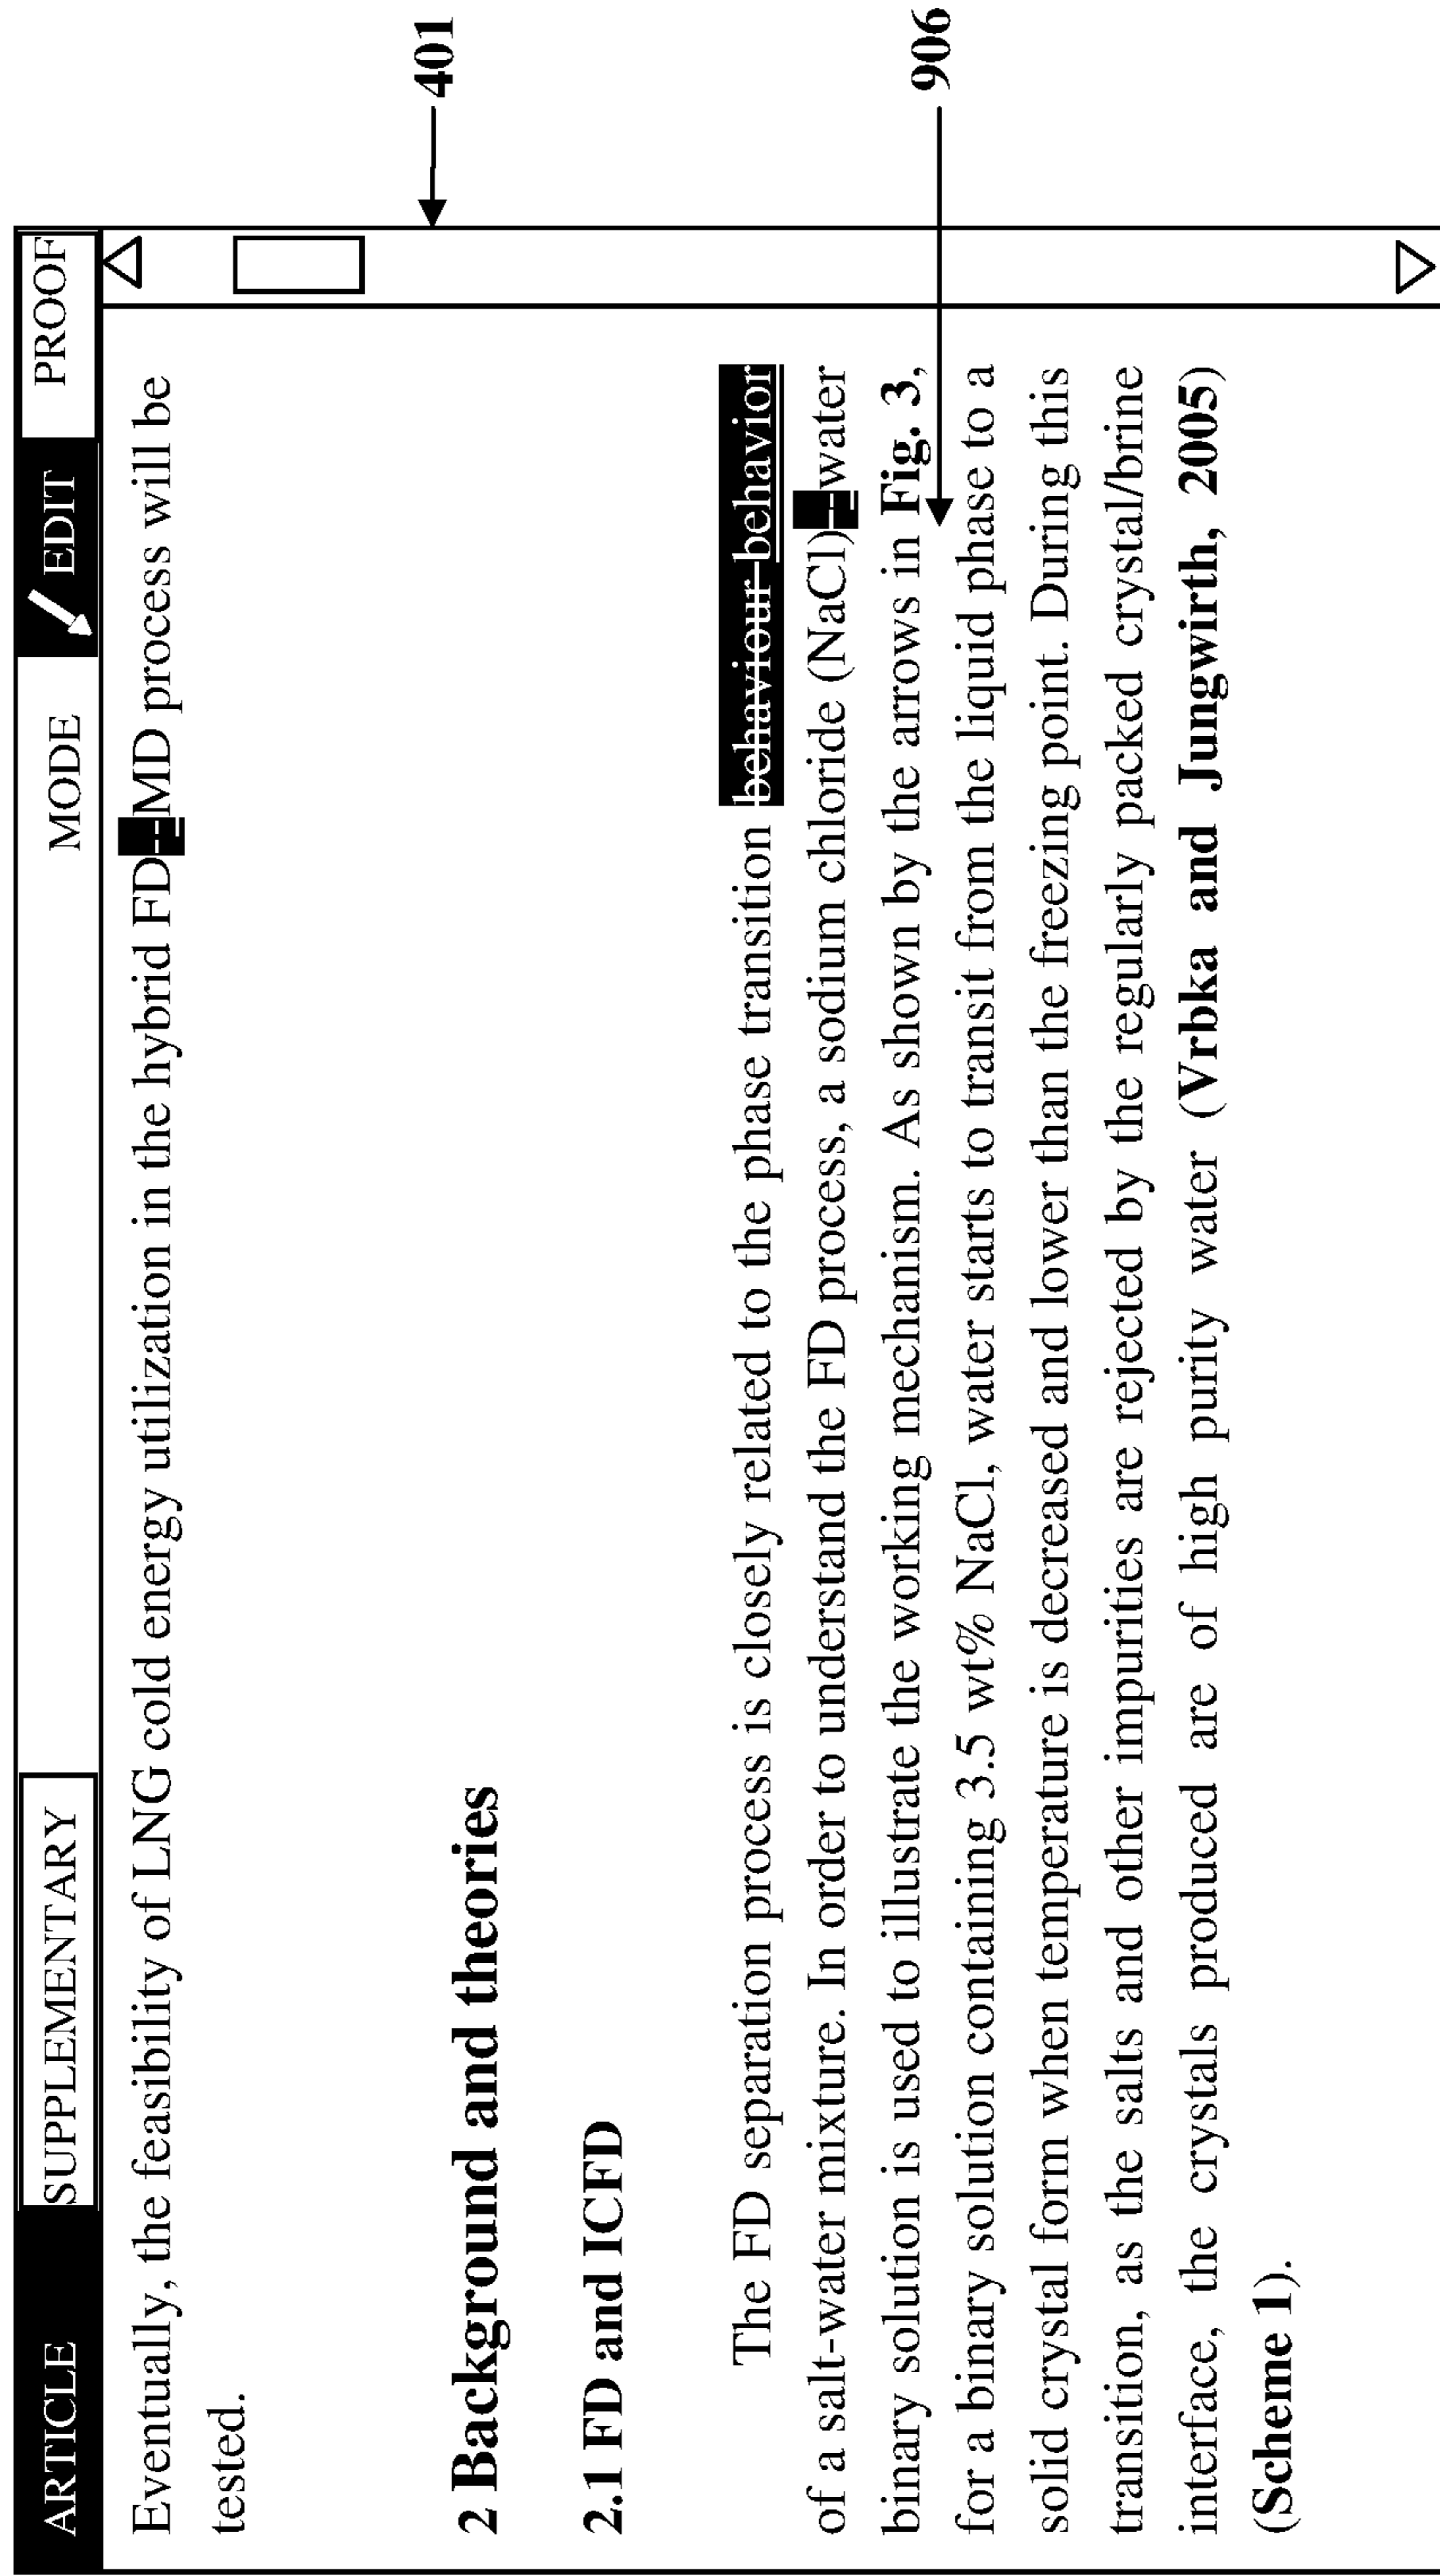 ARTICLE SUPPLEMENTARY MODE EDIT PROOF
Eventually, the feasibility of LNG cold energy utilization in the hybrid FD--MD process will be
tested.
401
2 Background and theories
2.1 FD and ICFD
The FD separation process is closely related to the phase transition behaviour behavior
of a salt-water mixture. In order to understand the FD process, a sodium chloride (NaCl)--water
binary solution is used to illustrate the working mechanism. As shown by the arrows in Fig. 3,
906
for a binary solution containing 3.5 wt% NaCl, water starts to transit from the liquid phase to a
solid crystal form when temperature is decreased and lower than the freezing point. During this
transition, as the salts and other impurities are rejected by the regularly packed crystal/brine
interface, the crystals produced are of high purity water (Vrbka and Jungwirth, 2005)
(Scheme 1).